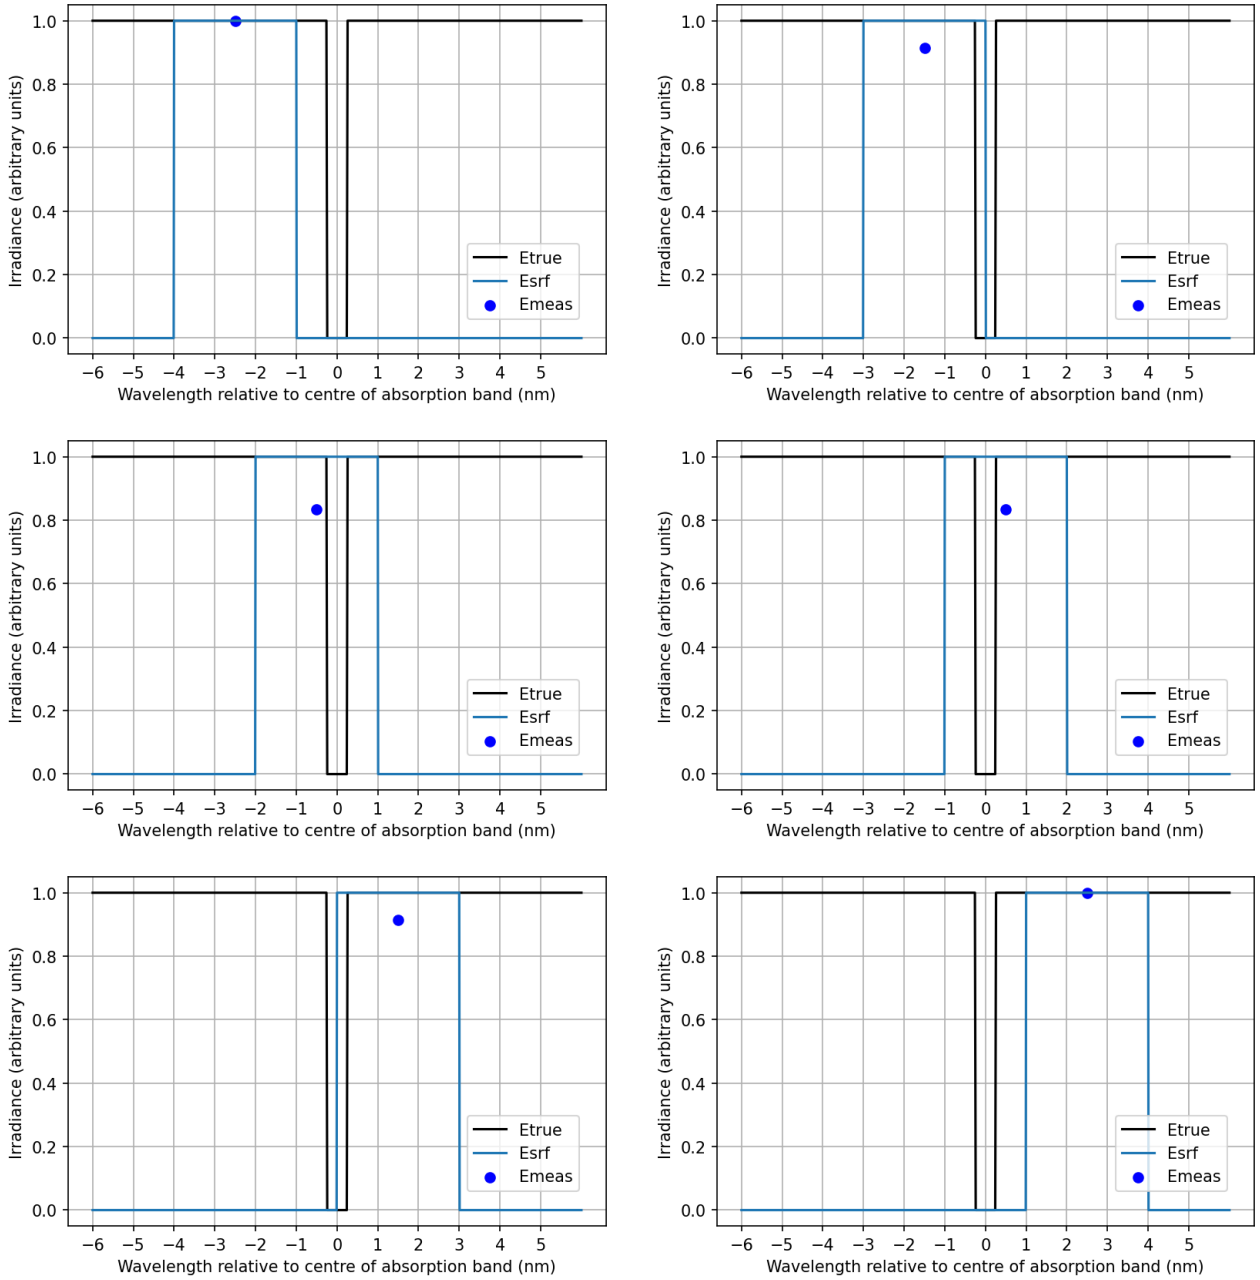 1.0
0.8
0.6
0.4
0.2
0.0
Irradiance (arbitrary units)
Etrue
Esrf
Emeas
−6 −5 −4 −3 −2 −1 0 1 2 3 4 5
Wavelength relative to centre of absorption band (nm)
1.0
0.8
0.6
0.4
0.2
0.0
Irradiance (arbitrary units)
Etrue
Esrf
Emeas
−6 −5 −4 −3 −2 −1 0 1 2 3 4 5
Wavelength relative to centre of absorption band (nm)
1.0
0.8
0.6
0.4
0.2
0.0
Irradiance (arbitrary units)
Etrue
Esrf
Emeas
−6 −5 −4 −3 −2 −1 0 1 2 3 4 5
Wavelength relative to centre of absorption band (nm)
1.0
0.8
0.6
0.4
0.2
0.0
Irradiance (arbitrary units)
Etrue
Esrf
Emeas
−6 −5 −4 −3 −2 −1 0 1 2 3 4 5
Wavelength relative to centre of absorption band (nm)
1.0
0.8
0.6
0.4
0.2
0.0
Irradiance (arbitrary units)
Etrue
Esrf
Emeas
−6 −5 −4 −3 −2 −1 0 1 2 3 4 5
Wavelength relative to centre of absorption band (nm)
1.0
0.8
0.6
0.4
0.2
0.0
Irradiance (arbitrary units)
Etrue
Esrf
Emeas
−6 −5 −4 −3 −2 −1 0 1 2 3 4 5
Wavelength relative to centre of absorption band (nm)